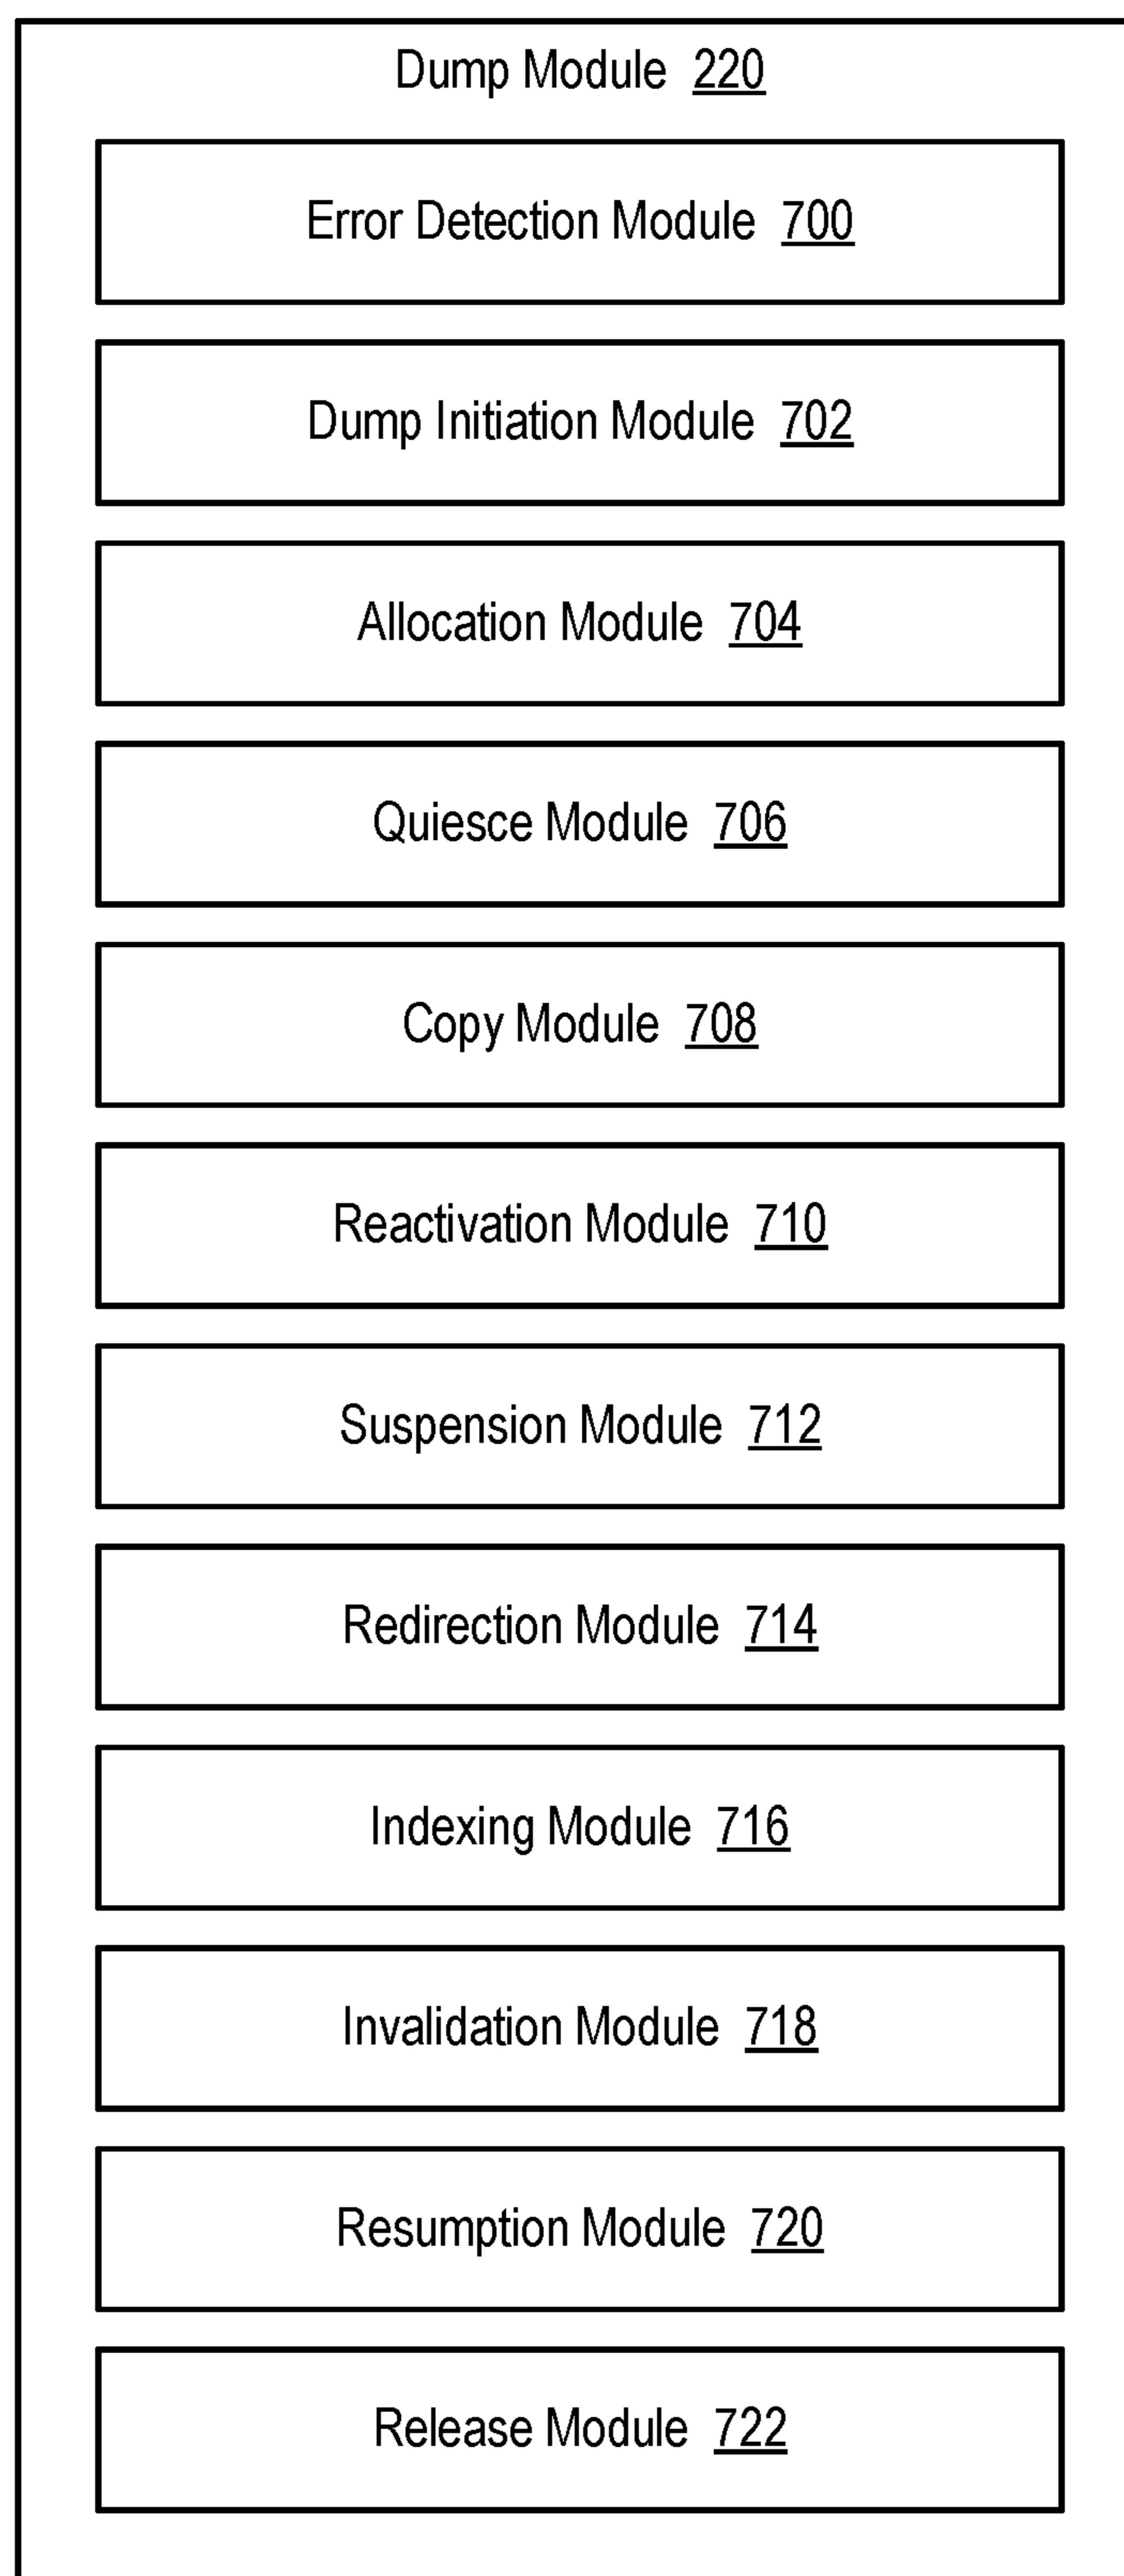 Dump Module 220
Error Detection Module 700
Dump Initiation Module 702
Allocation Module 704
Quiesce Module 706
Copy Module 708
Reactivation Module 710
Suspension Module 712
Redirection Module 714
Indexing Module 716
Invalidation Module 718
Resumption Module 720
Release Module 722